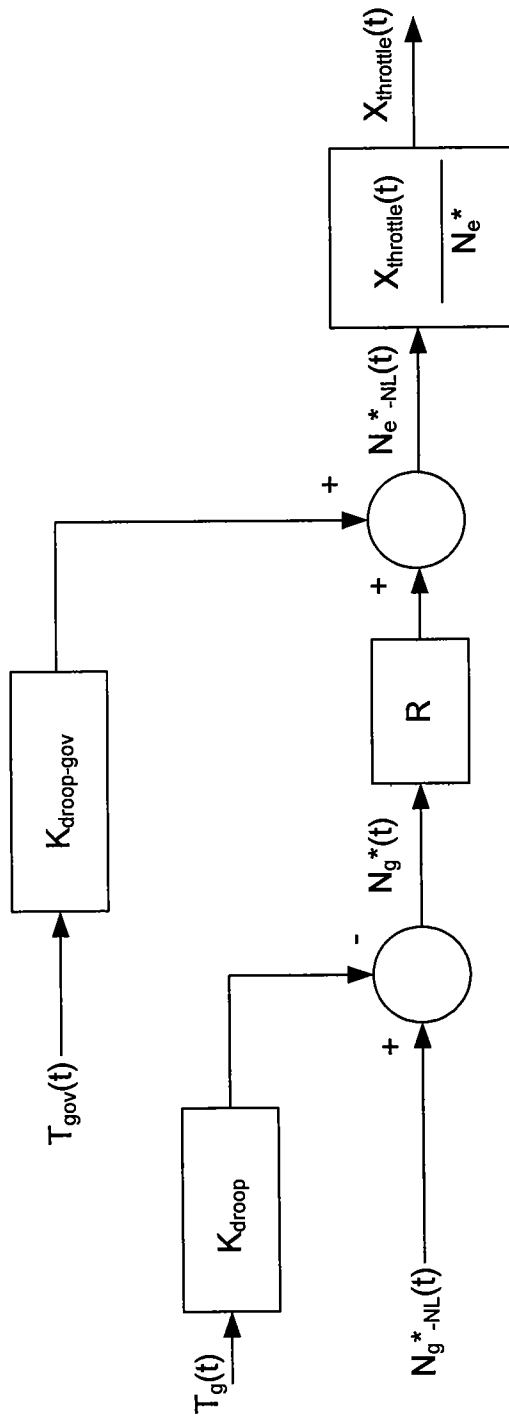 T_gov(t)
K_droop-gov
T_g(t)
K_droop
N_g*-NL(t)
+
-
N_g*(t)
R
+
+
N_e*-NL(t)
X_throttle(t)
N_e*
X_throttle(t)